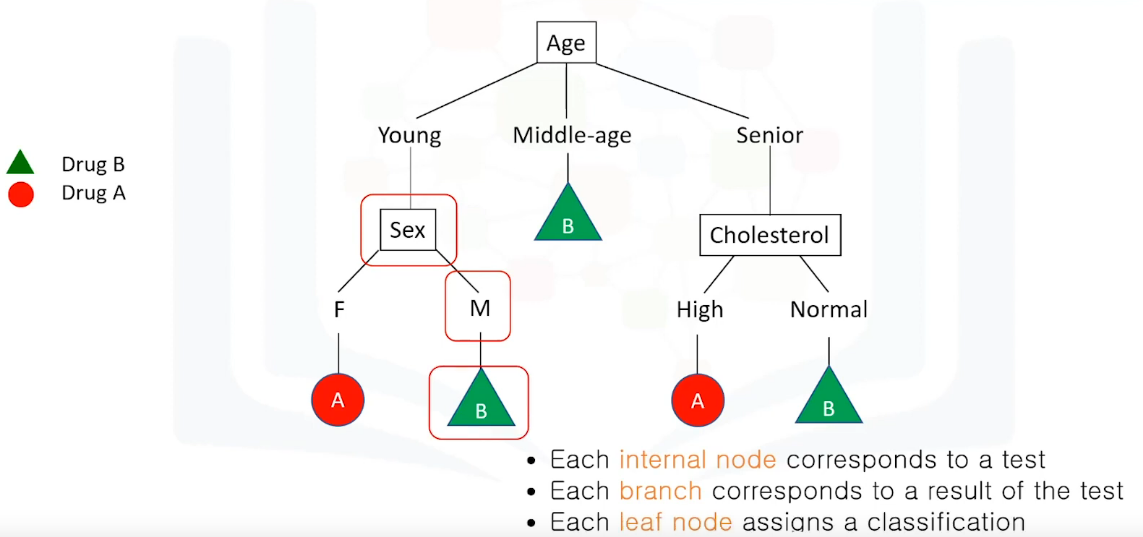 Age
Young Middle-age Senior
Drug B
Drug A
Sex B Cholesterol
F M High Normal
A B A B
• Each internal node corresponds to a test
• Each branch corresponds to a result of the test
• Each leaf node assigns a classification